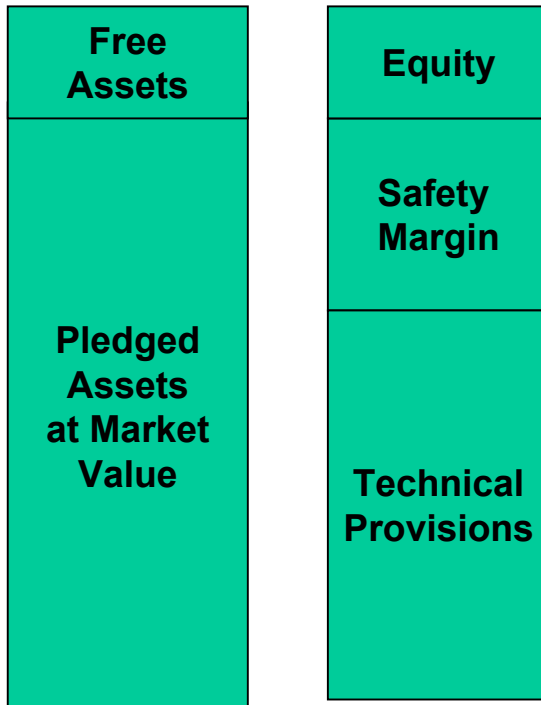 Free
Assets
Pledged
Assets
at Market
Value
Equity
Safety
Margin
Technical
Provisions